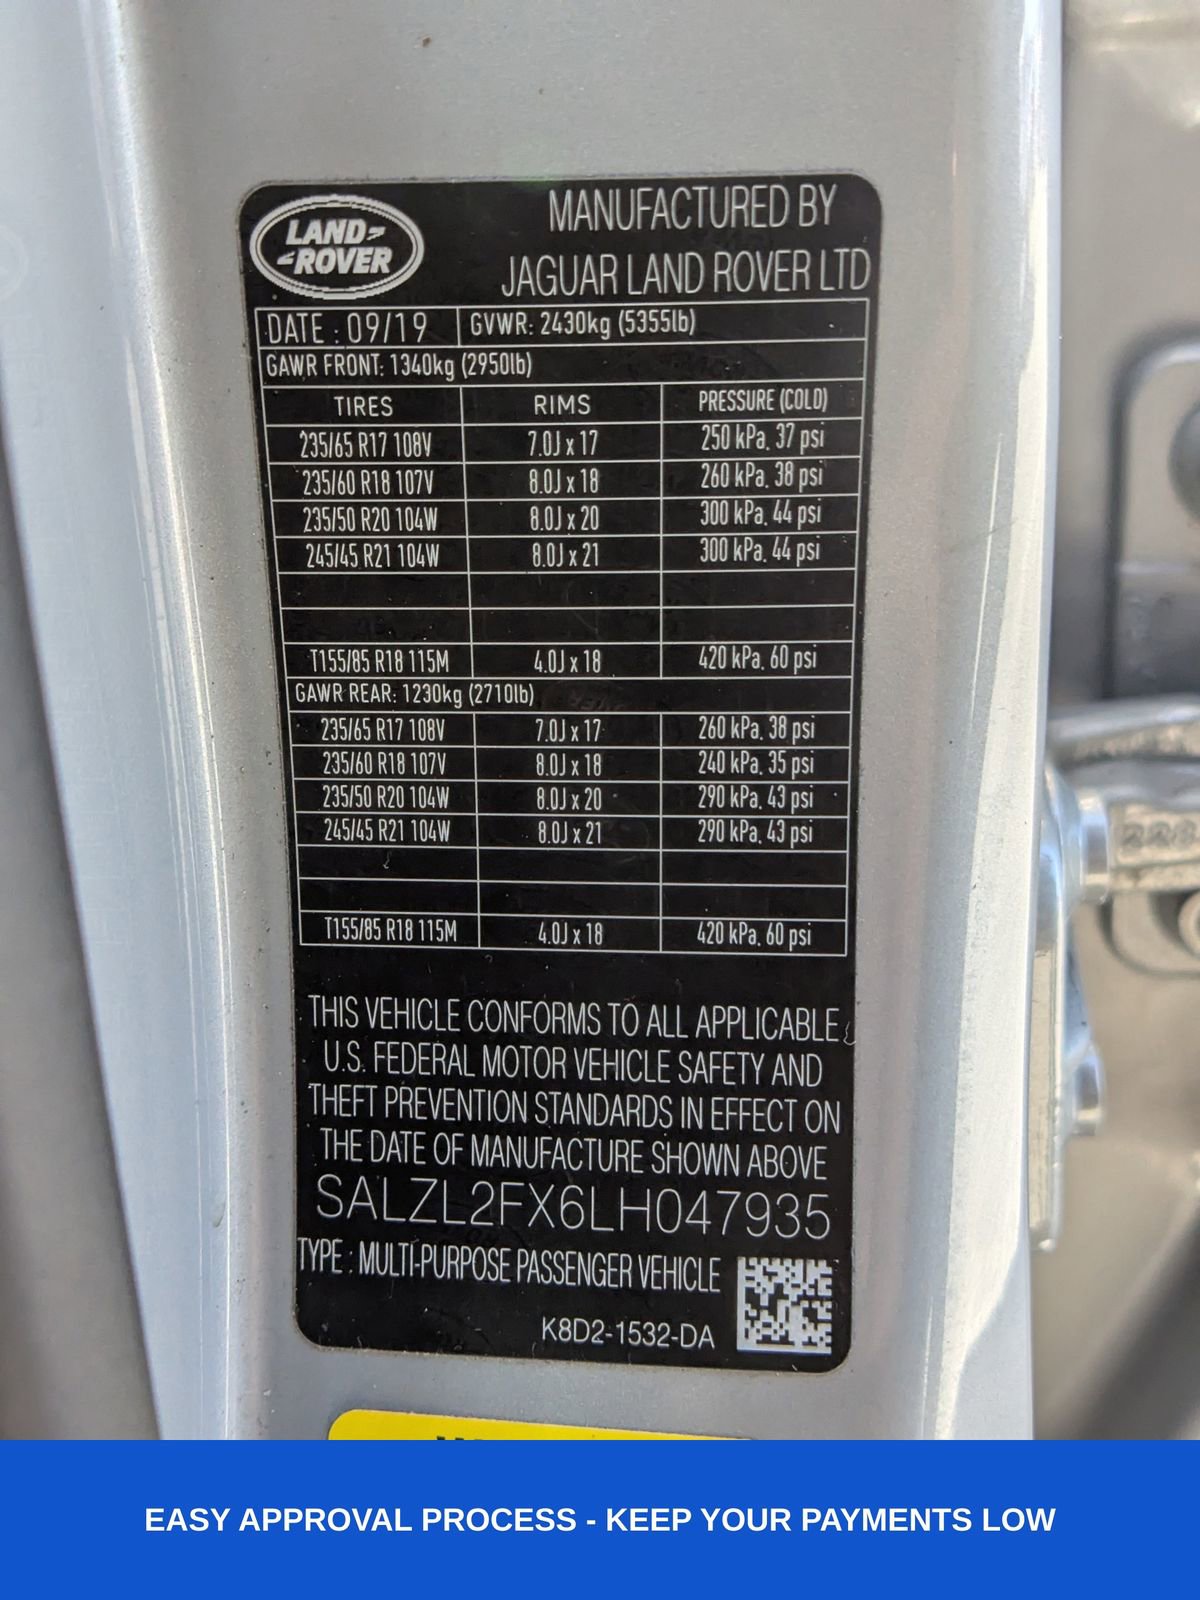 LAND
ROVER
MANUFACTURED BY
JAGUAR LAND ROVER LTD
DATE : 09/19 GVWR: 2430kg (5355lb)
GAWR FRONT: 1340kg (2950lb)
TIRES RIMS PRESSURE (COLD)
235/65 R17 108V 7.0J x 17 250 kPa, 37 psi
235/60 R18 107V 8.0J x 18 260 kPa, 38 psi
235/50 R20 104W 8.0J x 20 300 kPa, 44 psi
245/45 R21 104W 8.0J x 21 300 kPa, 44 psi
T155/85 R18 115M 4.0J x 18 420 kPa, 60 psi
GAWR REAR: 1230kg (2710lb)
235/65 R17 108V 7.0J x 17 260 kPa, 38 psi
235/60 R18 107V 8.0J x 18 240 kPa, 35 psi
235/50 R20 104W 8.0J x 20 290 kPa, 43 psi
245/45 R21 104W 8.0J x 21 290 kPa, 43 psi
T155/85 R18 115M 4.0J x 18 420 kPa, 60 psi
THIS VEHICLE CONFORMS TO ALL APPLICABLE
U.S. FEDERAL MOTOR VEHICLE SAFETY AND
THEFT PREVENTION STANDARDS IN EFFECT ON
THE DATE OF MANUFACTURE SHOWN ABOVE
SALZL2FX6LH047935
TYPE : MULTI-PURPOSE PASSENGER VEHICLE
K8D2-1532-DA
EASY APPROVAL PROCESS - KEEP YOUR PAYMENTS LOW